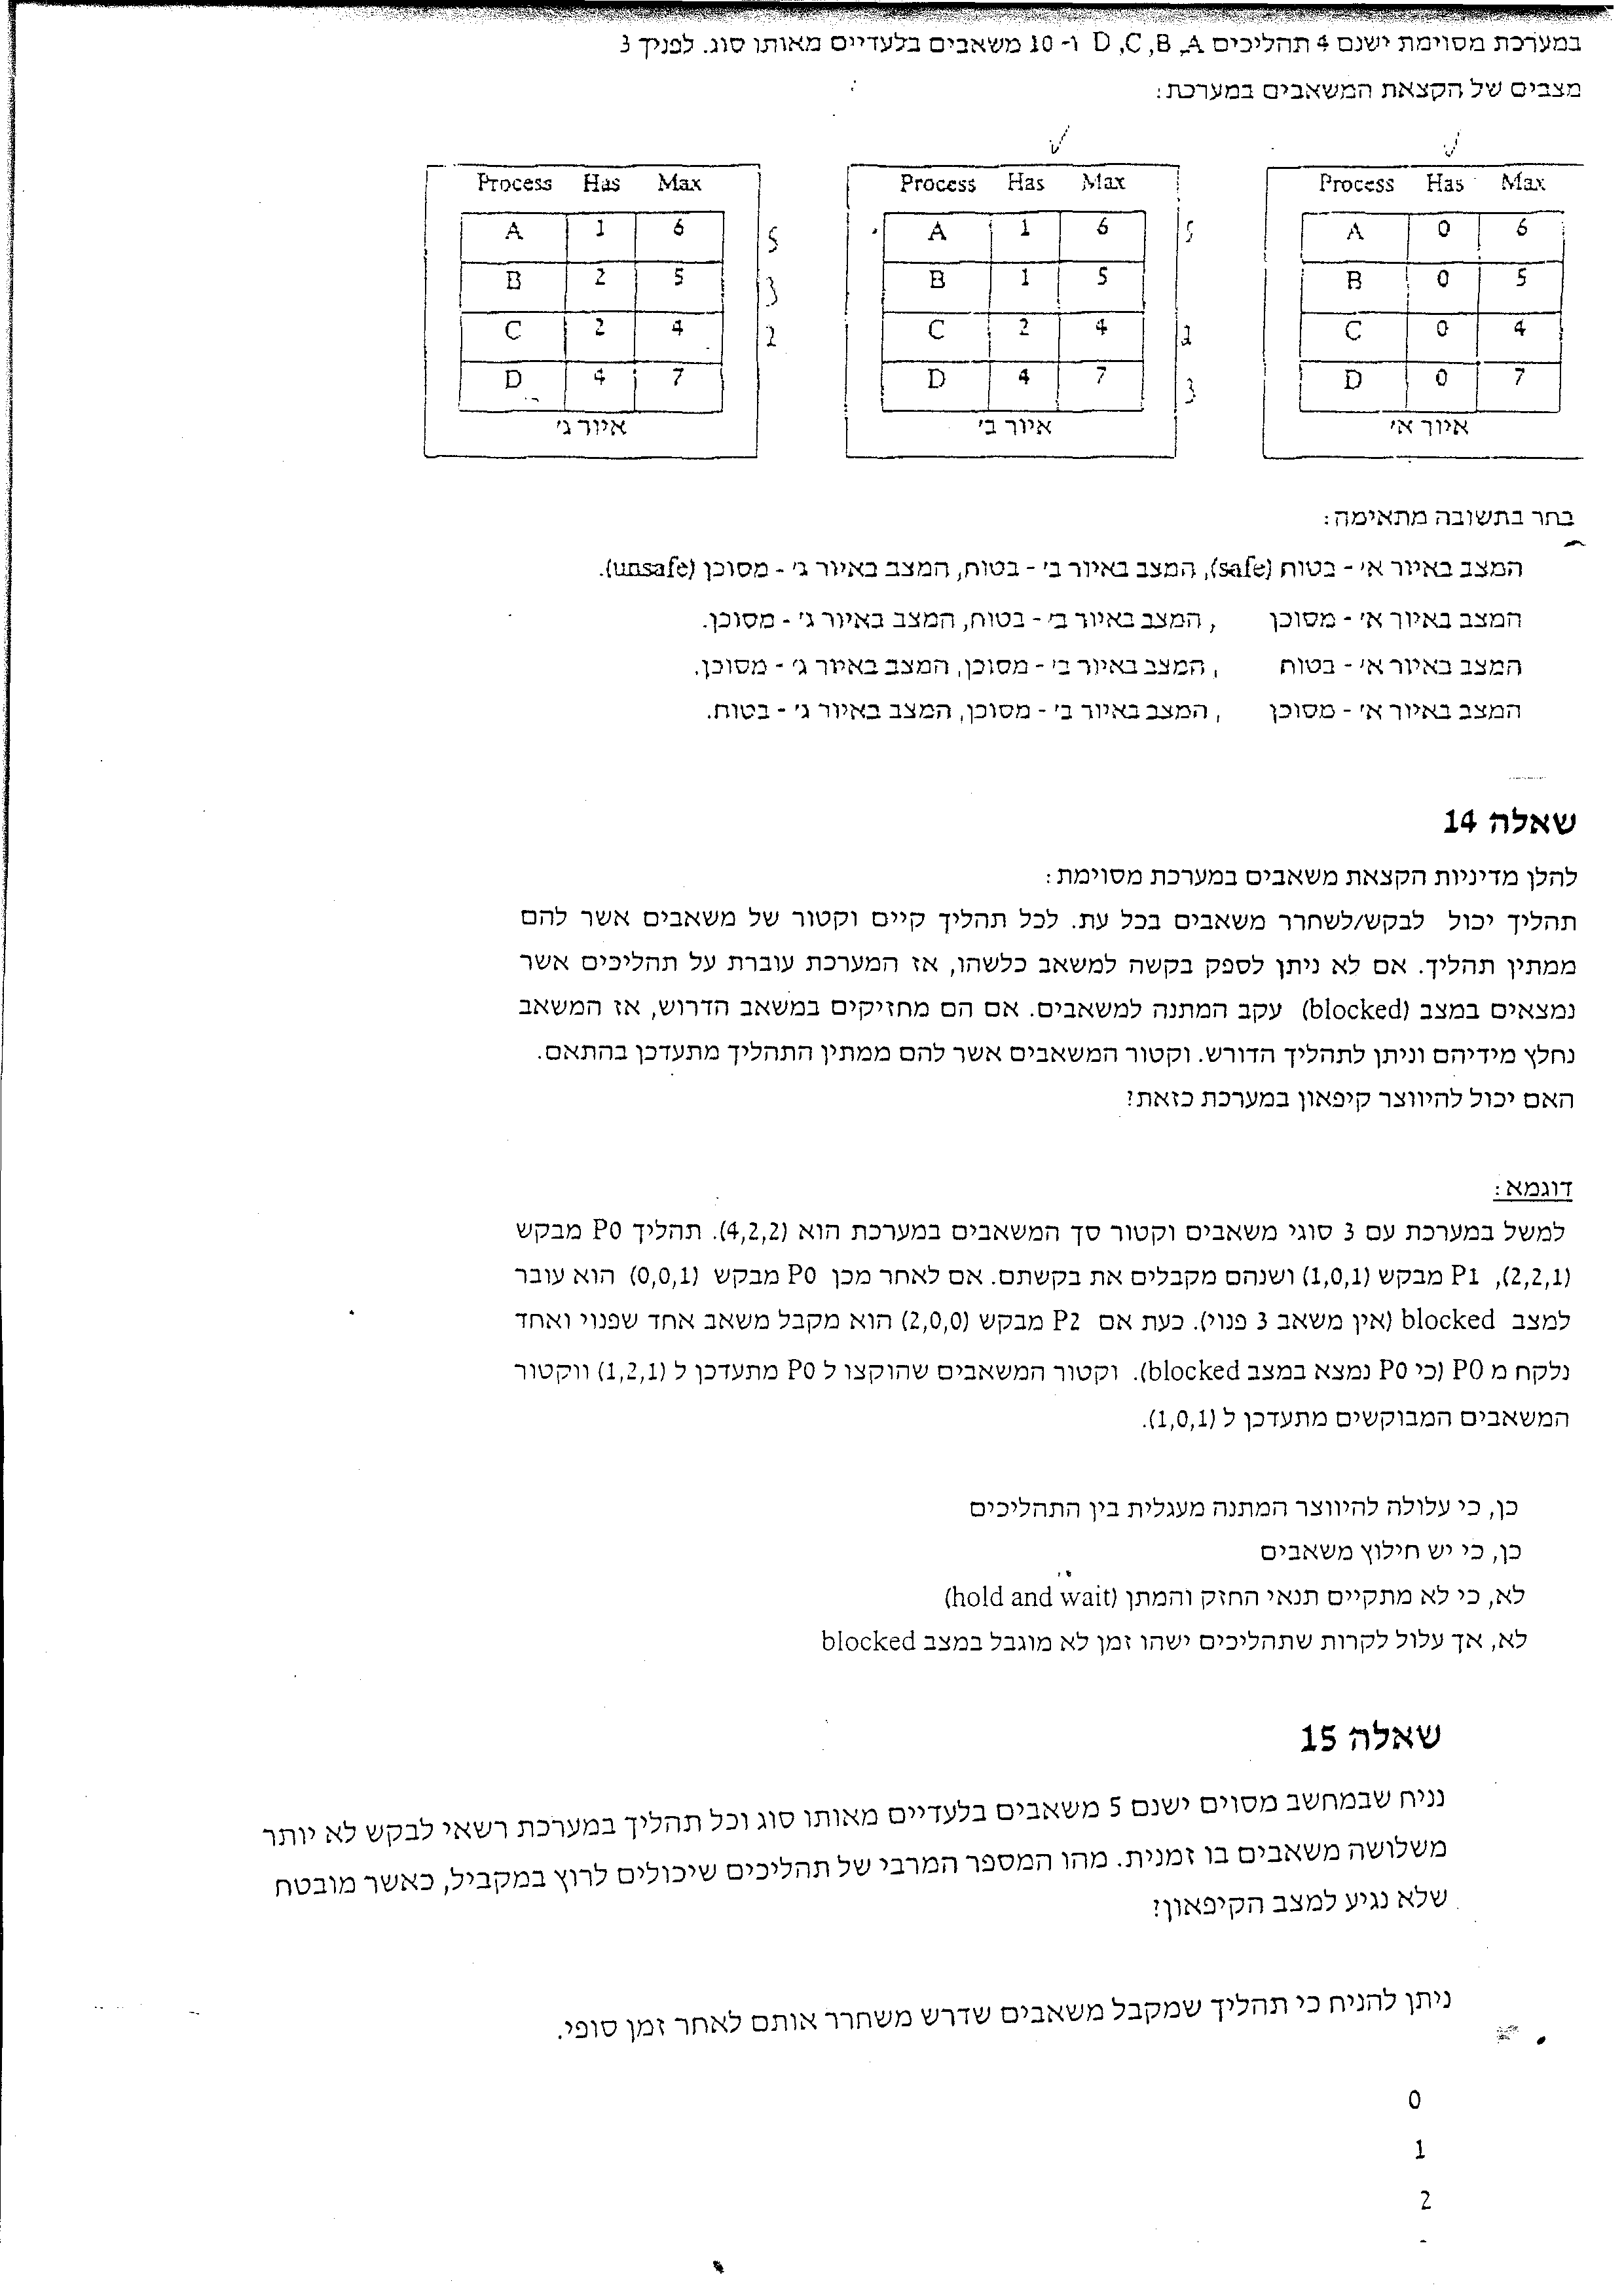 במערכת מסוימת ישנם 4 תהליכים D ,C ,B ,A ו- 10 משאבים בלעדיים מאותו סוג. לפניך 3
מצבים של הקצאת המשאבים במערכת:
Process Has Max
A 0 6
B 0 5
C 0 4
D 0 7
איור א'
Process Has Max
A 1 6 5
B 1 5
C 2 4 2
D 4 7 3
איור ב'
Process Has Max
A 1 6 5
B 2 5 3
C 2 4 2
D 4 7
איור ג'
בחר בתשובה מתאימה:
המצב באיור א' - בטוח (safe), המצב באיור ב' - בטוח, המצב באיור ג' - מסוכן (unsafe).
המצב באיור א' - מסוכן , המצב באיור ב' - בטוח, המצב באיור ג' - מסוכן.
המצב באיור א' - בטוח , המצב באיור ב' - מסוכן, המצב באיור ג' - מסוכן.
המצב באיור א' - מסוכן , המצב באיור ב' - מסוכן, המצב באיור ג' - בטוח.
שאלה 14
להלן מדיניות הקצאת משאבים במערכת מסוימת:
תהליך יכול לבקש/לשחרר משאבים בכל עת. לכל תהליך קיים וקטור של משאבים אשר להם
ממתין תהליך. אם לא ניתן לספק בקשה למשאב כלשהו, אז המערכת עוברת על תהליכים אשר
נמצאים במצב (blocked) עקב המתנה למשאבים. אם הם מחזיקים במשאב הדרוש, אז המשאב
נחלץ מידיהם וניתן לתהליך הדורש. וקטור המשאבים אשר להם ממתין התהליך מתעדכן בהתאם.
האם יכול להיווצר קיפאון במערכת כזאת?
דוגמא:
למשל במערכת עם 3 סוגי משאבים וקטור סך המשאבים במערכת הוא (4,2,2). תהליך P0 מבקש
(2,2,1), P1 מבקש (1,0,1) ושנהם מקבלים את בקשתם. אם לאחר מכן P0 מבקש (0,0,1) הוא עובר
למצב blocked (אין משאב 3 פנוי). כעת אם P2 מבקש (2,0,0) הוא מקבל משאב אחד שפנוי ואחד
נלקח מ P0 (כי P0 נמצא במצב blocked). וקטור המשאבים שהוקצו ל P0 מתעדכן ל (1,2,1) ווקטור
המשאבים המבוקשים מתעדכן ל (1,0,1).
כן, כי עלולה להיווצר המתנה מעגלית בין התהליכים
כן, כי יש חילוץ משאבים
לא, כי לא מתקיים תנאי החזק והמתן (hold and wait)
לא, אך עלול לקרות שתהליכים ישהו זמן לא מוגבל במצב blocked
שאלה 15
נניח שבמחשב מסוים ישנם 5 משאבים בלעדיים מאותו סוג וכל תהליך במערכת רשאי לבקש לא יותר
משלושה משאבים בו זמנית. מהו המספר המרבי של תהליכים שיכולים לרוץ במקביל, כאשר מובטח
שלא נגיע למצב הקיפאון?
ניתן להניח כי תהליך שמקבל משאבים שדרש משחרר אותם לאחר זמן סופי.
0
1
2